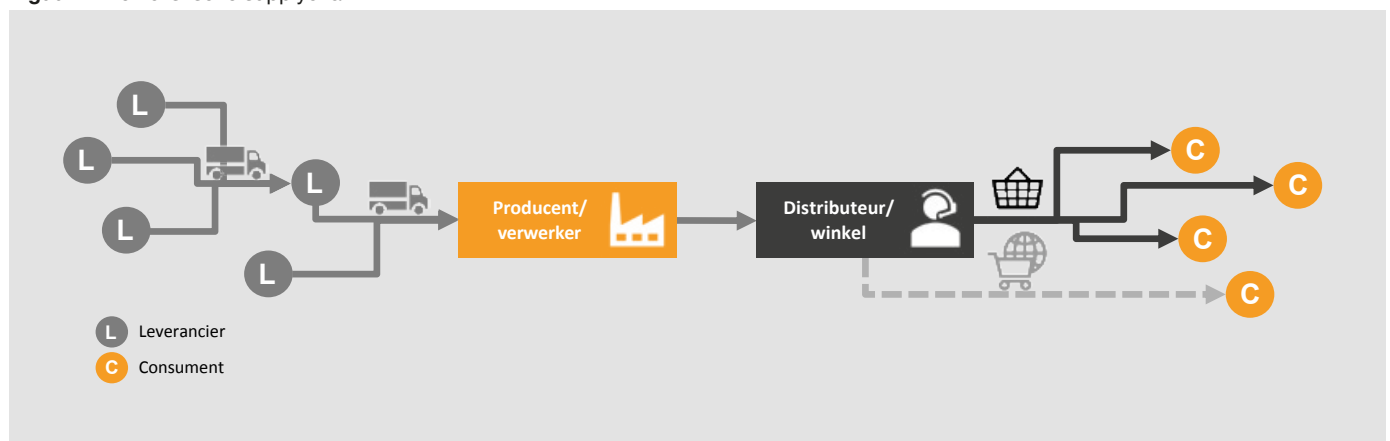 L
L
L
L
L
Producent/
verwerker
Distributeur/
winkel
C
C
C
C
L Leverancier
C Consument